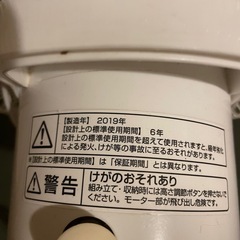 【製造年】2019年
【設計上の標準使用期間】6年
設計上の標準使用期間を超えて使用されますと、経年劣化
による発火、けが等の事故に至るおそれがあります。
※「設計上の標準使用期間」は「保証期間」とは異なります。
警告
けがのおそれあり
組み立て・収納時には高さ調節ボタンを押さないで
ください。モーター部が飛び出し危険です。